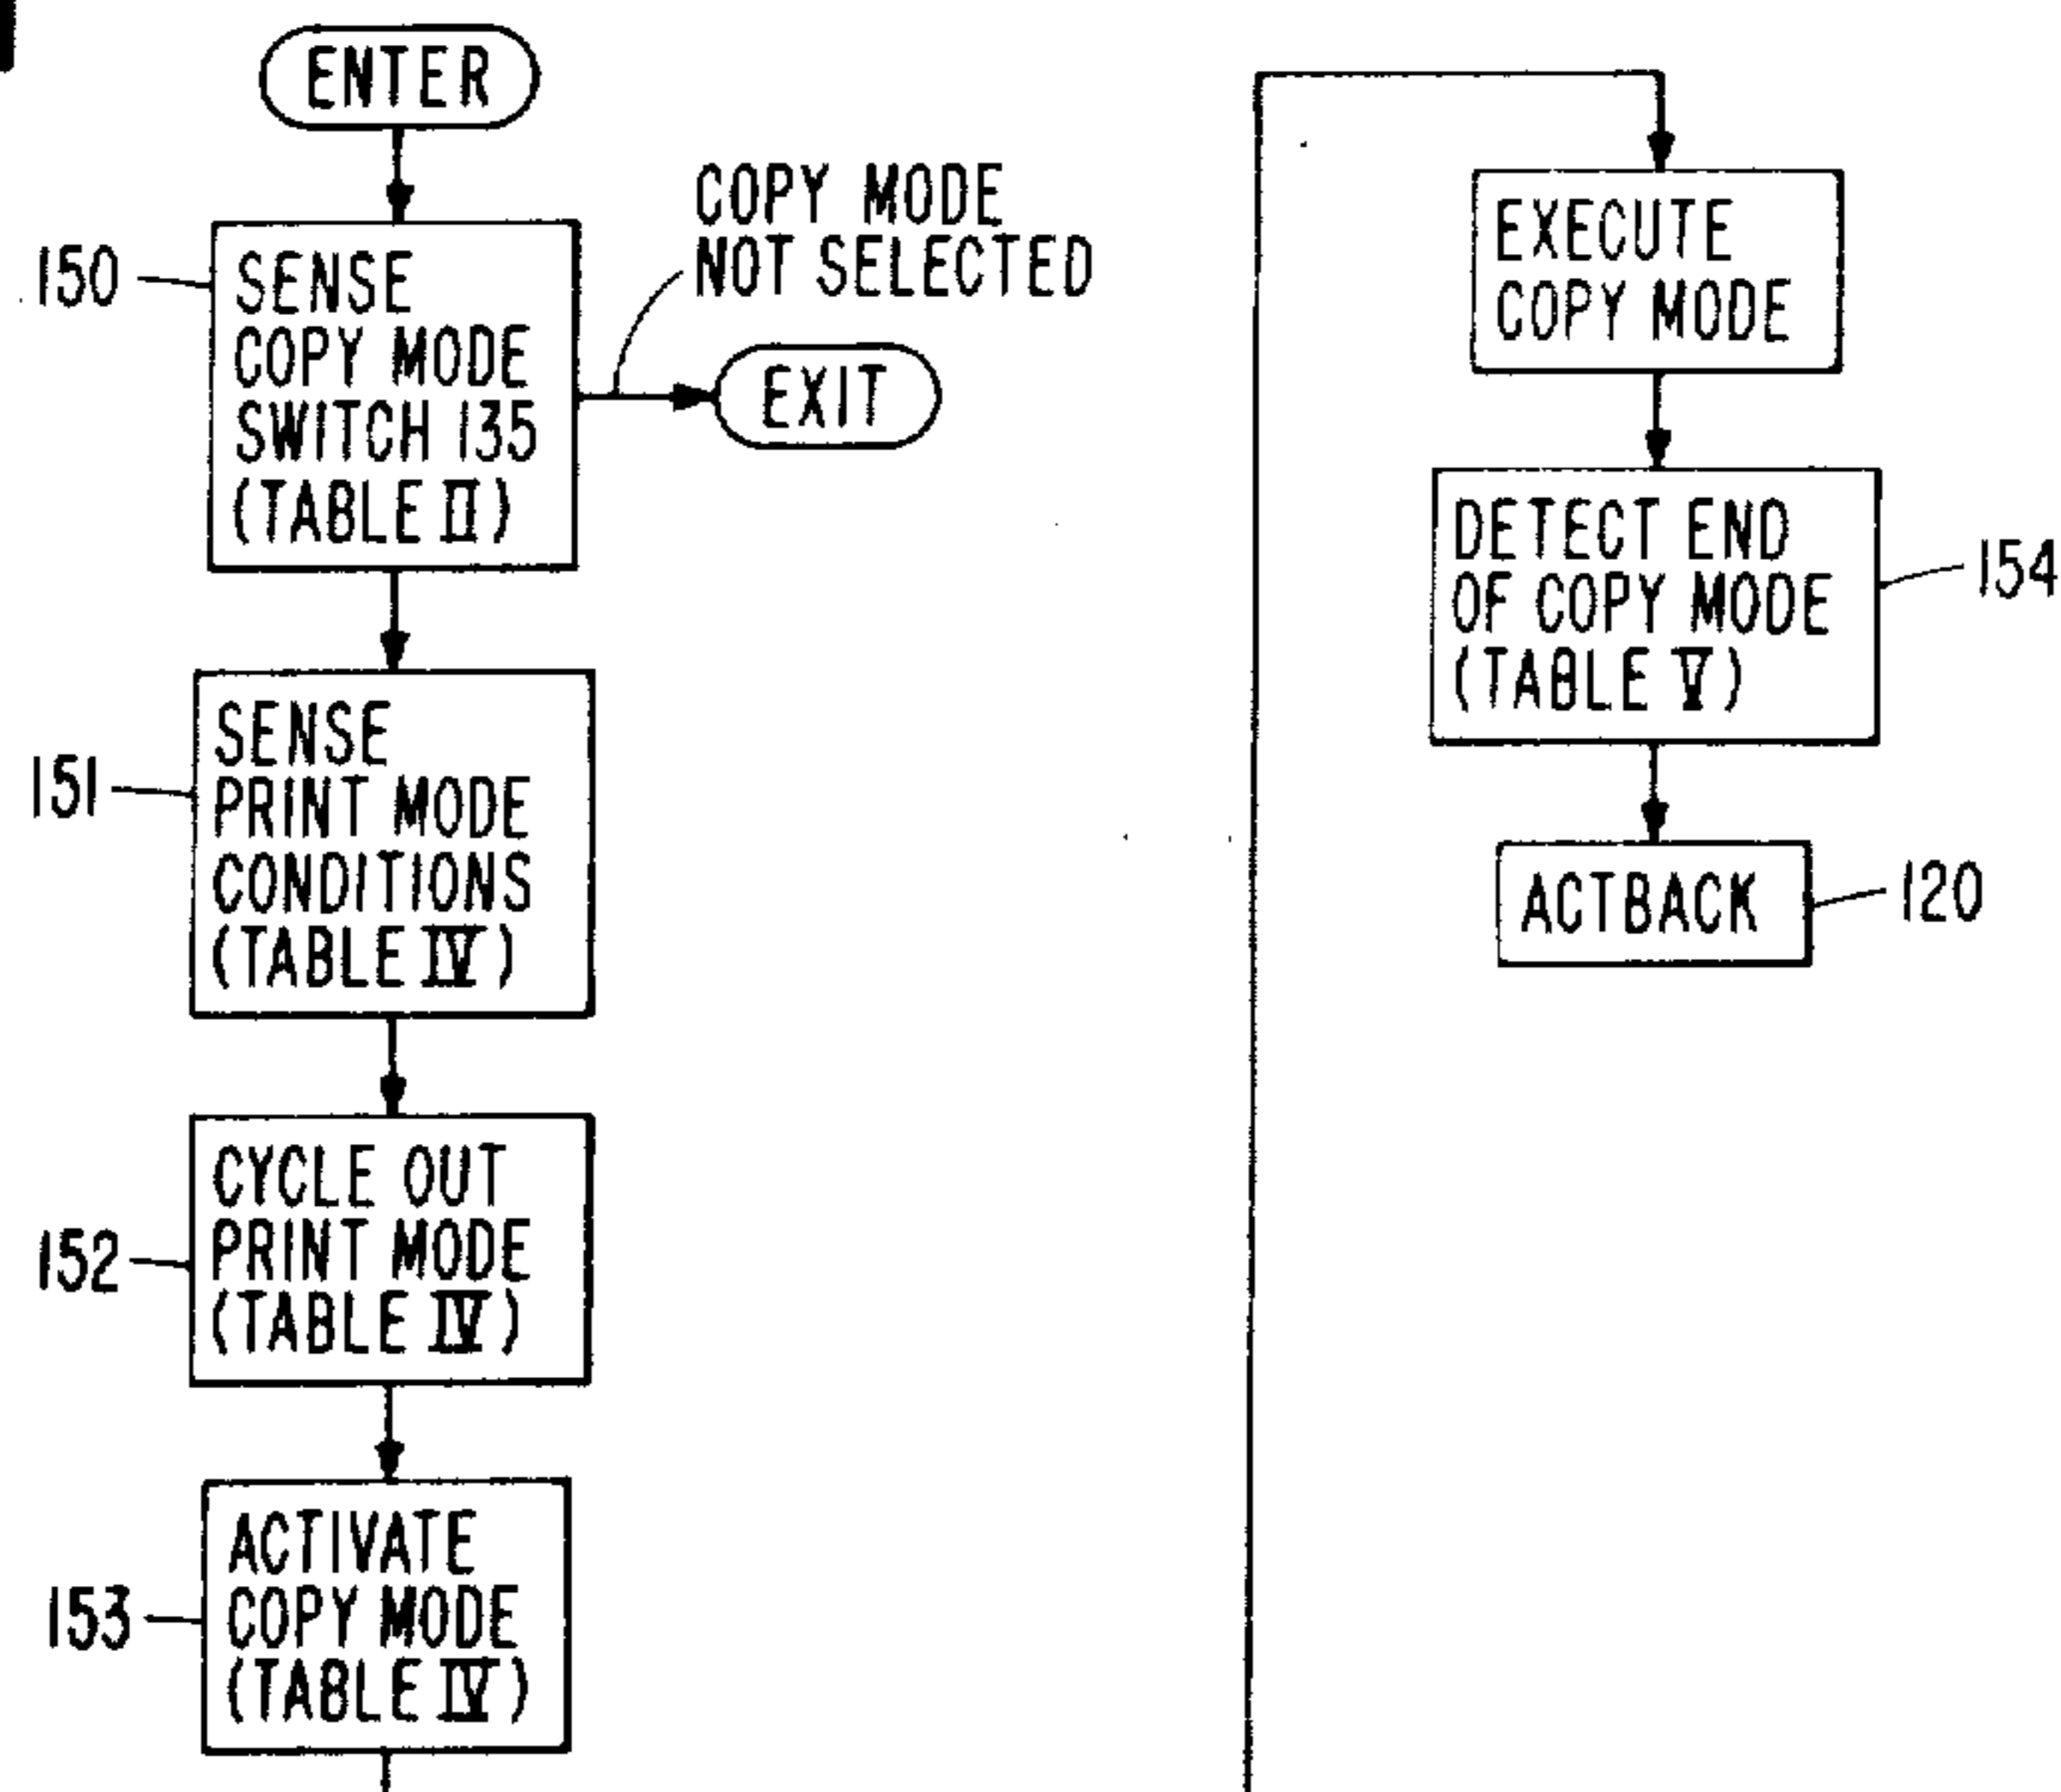 ENTER
150
SENSE
COPY MODE
SWITCH 135
(TABLE II)
COPY MODE
NOT SELECTED
EXIT
151
SENSE
PRINT MODE
CONDITIONS
(TABLE IV)
152
CYCLE OUT
PRINT MODE
(TABLE IV)
153
ACTIVATE
COPY MODE
(TABLE IV)
EXECUTE
COPY MODE
DETECT END
OF COPY MODE
(TABLE V)
154
ACTBACK
120